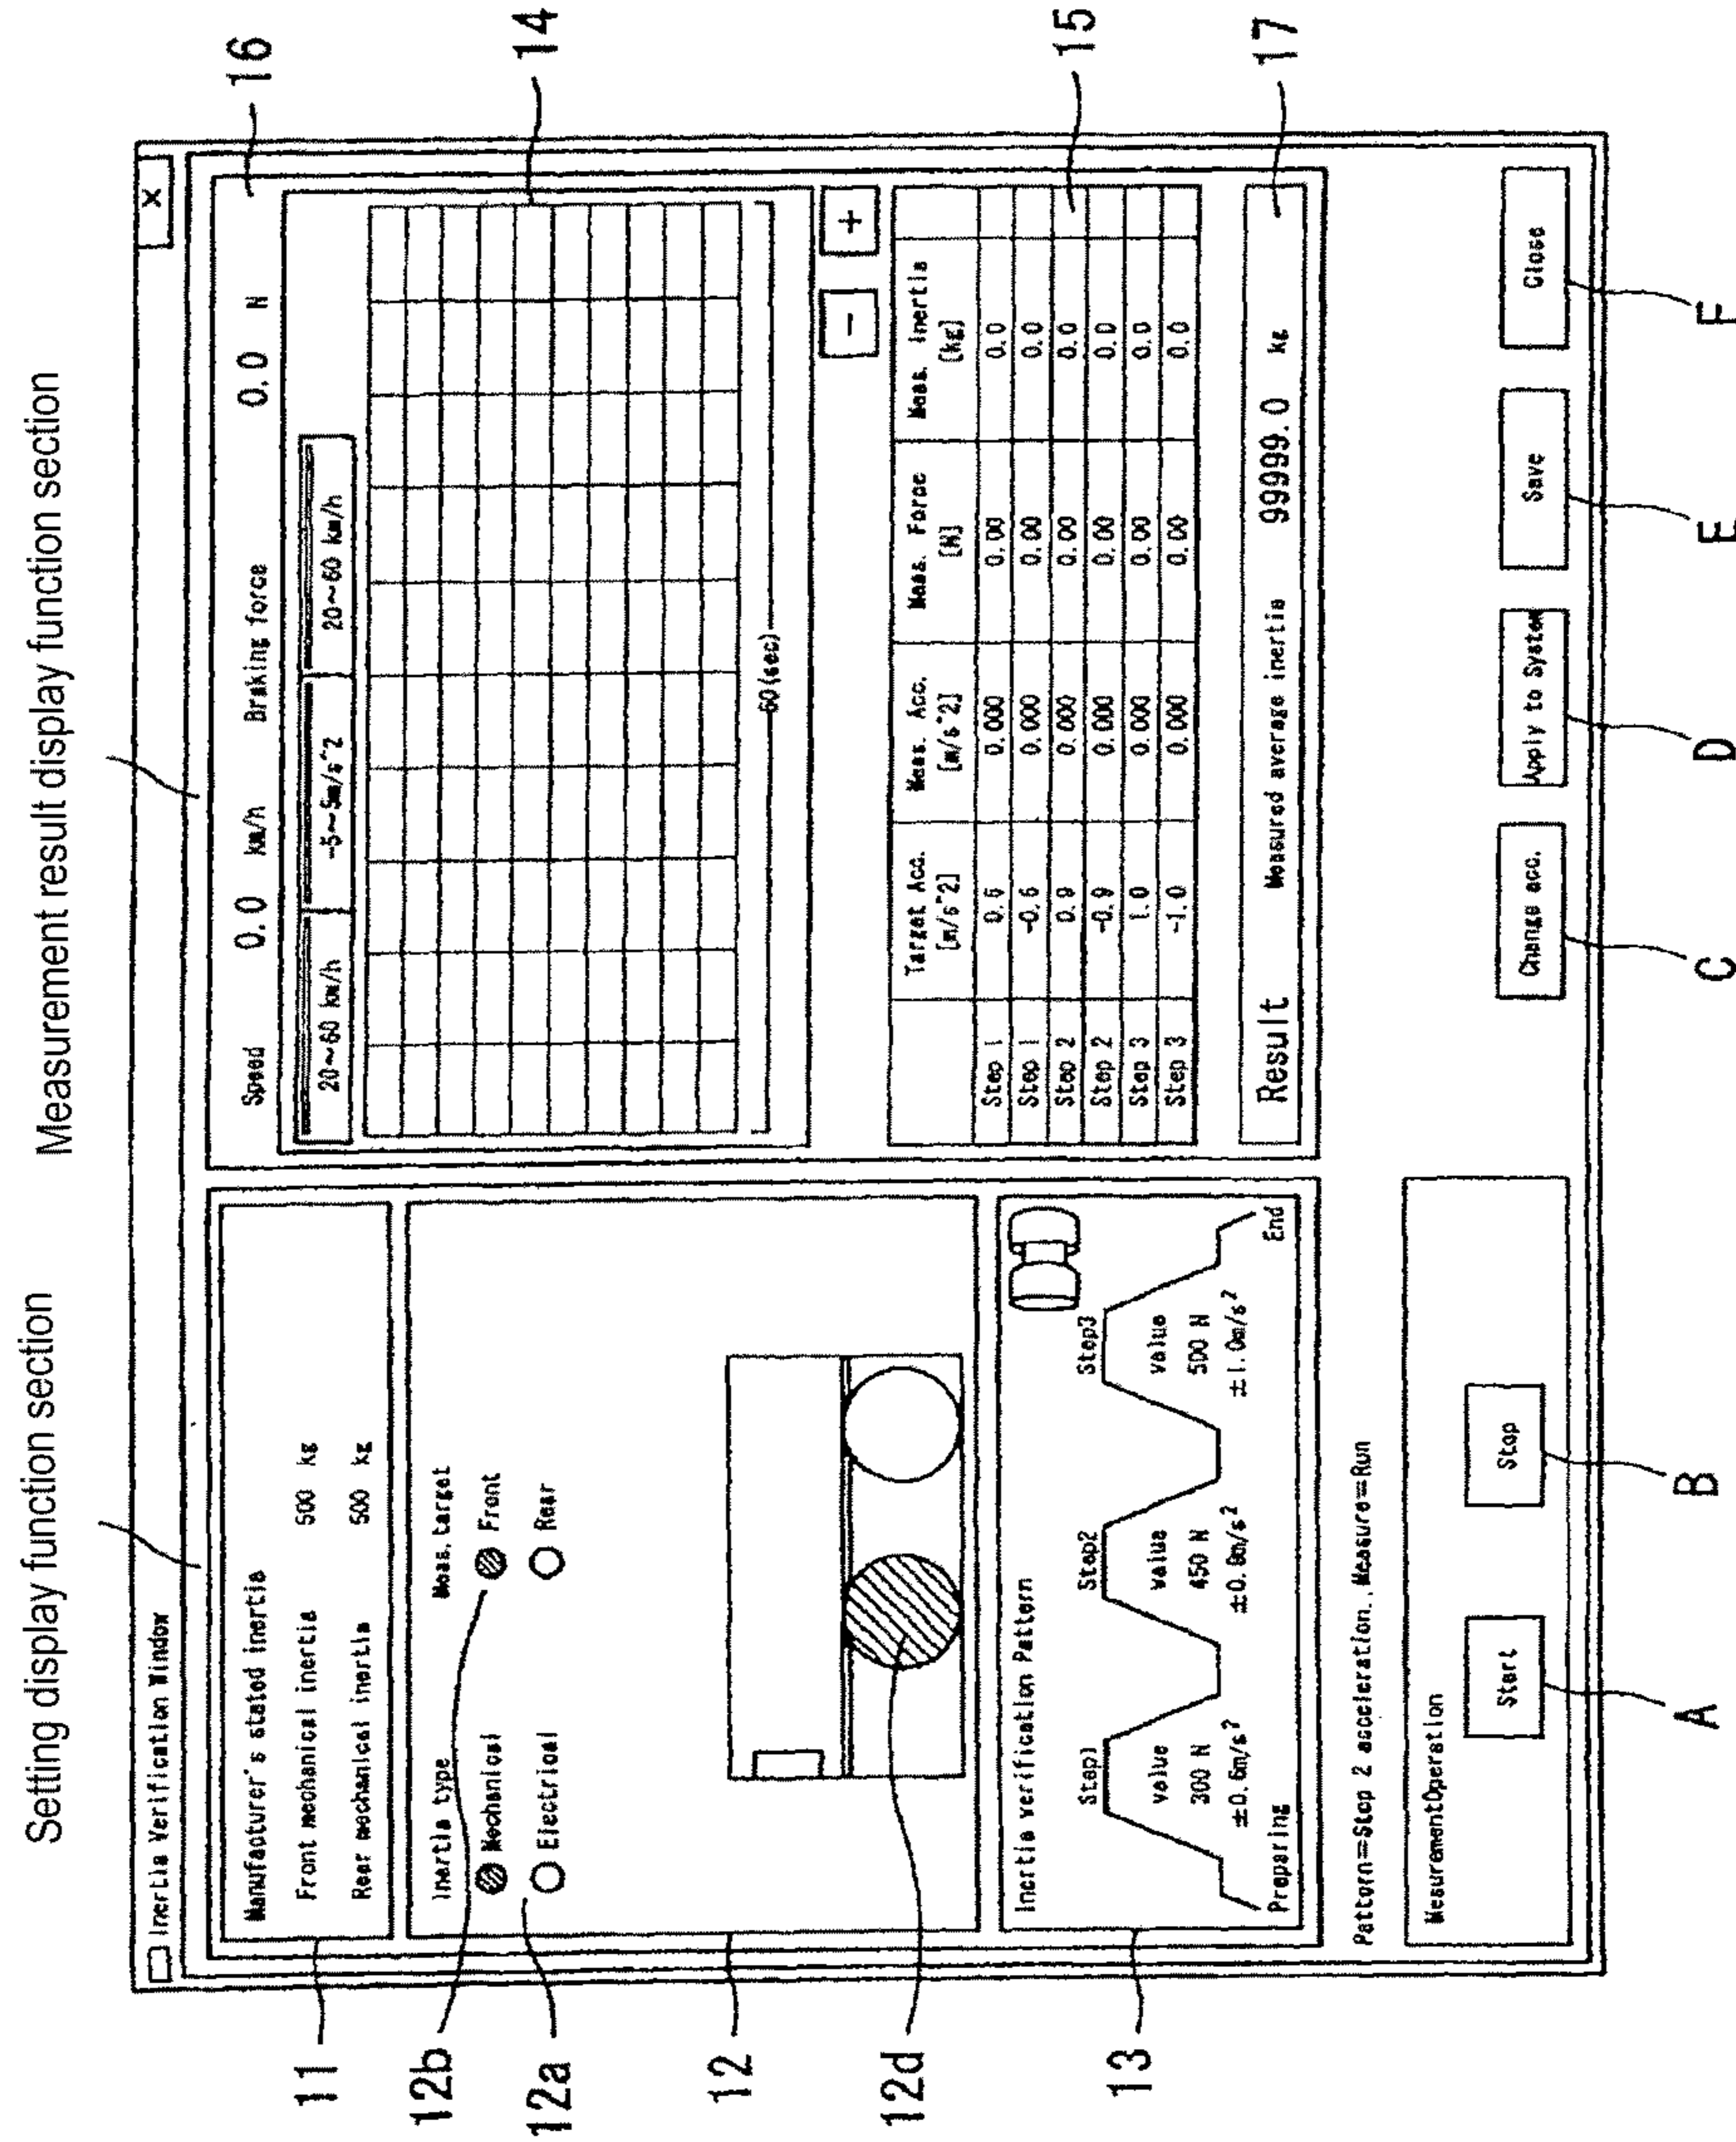 Setting display function section
Measurement result display function section
Inertia Verification Window
X
Manufacturer's stated inertia
Front mechanical inertia 500 kg
Rear mechanical inertia 500 kg
11
Inertia type
Meas. target
Mechanical
Front
Electrical
Rear
12b
12a
12
12d
Inertia verification Pattern
Step1
Step2
Step3
value
value
value
300 N
450 N
500 N
±0.6m/s²
±0.9m/s²
±1.0m/s²
Preparing
End
13
Pattern=Step 2 acceleration. Measure=Run
MesurementOperation
Start
Stop
A
B
Speed 0.0 km/h Braking force 0.0 N
16
20~60 km/h
-5~5m/s^2
20~60 km/h
14
60(sec)
-
+
Target Acc. [m/s^2] Meas. Acc. [m/s^2] Meas. Force [N] Meas. Inertia [kg]
Step 1 0.6 0.000 0.00 0.0
Step 1 -0.6 0.000 0.00 0.0
Step 2 0.9 0.000 0.00 0.0
Step 2 -0.9 0.000 0.00 0.0
Step 3 1.0 0.000 0.00 0.0
Step 3 -1.0 0.000 0.00 0.0
15
Result Measured average inertia 99999.0 kg
17
Change acc.
Apply to System
Save
Close
C
D
E
F